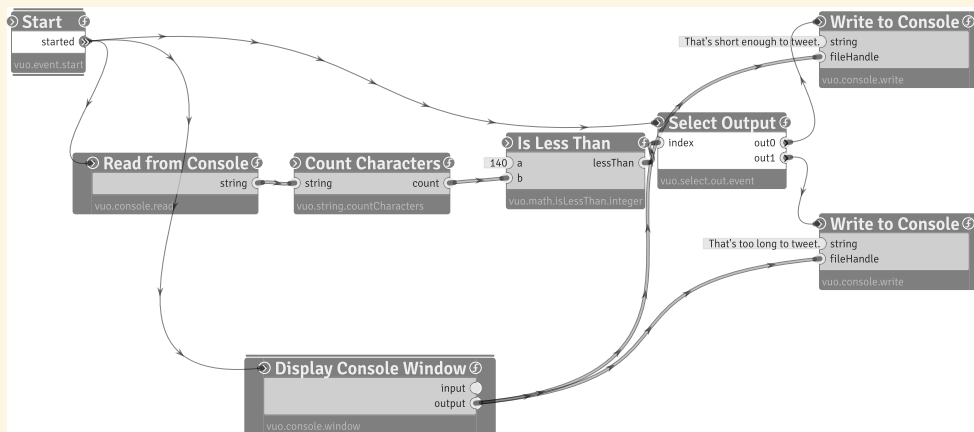 Start
started
vuo.event.start
Read from Console
string
vuo.console.read
Count Characters
string count
vuo.string.countCharacters
Is Less Than
140 a lessThan
b
vuo.math.isLessThan.integer
Select Output
index out0
out1
vuo.select.out.event
Write to Console
That's short enough to tweet. string
fileHandle
vuo.console.write
Write to Console
That's too long to tweet. string
fileHandle
vuo.console.write
Display Console Window
input
output
vuo.console.window